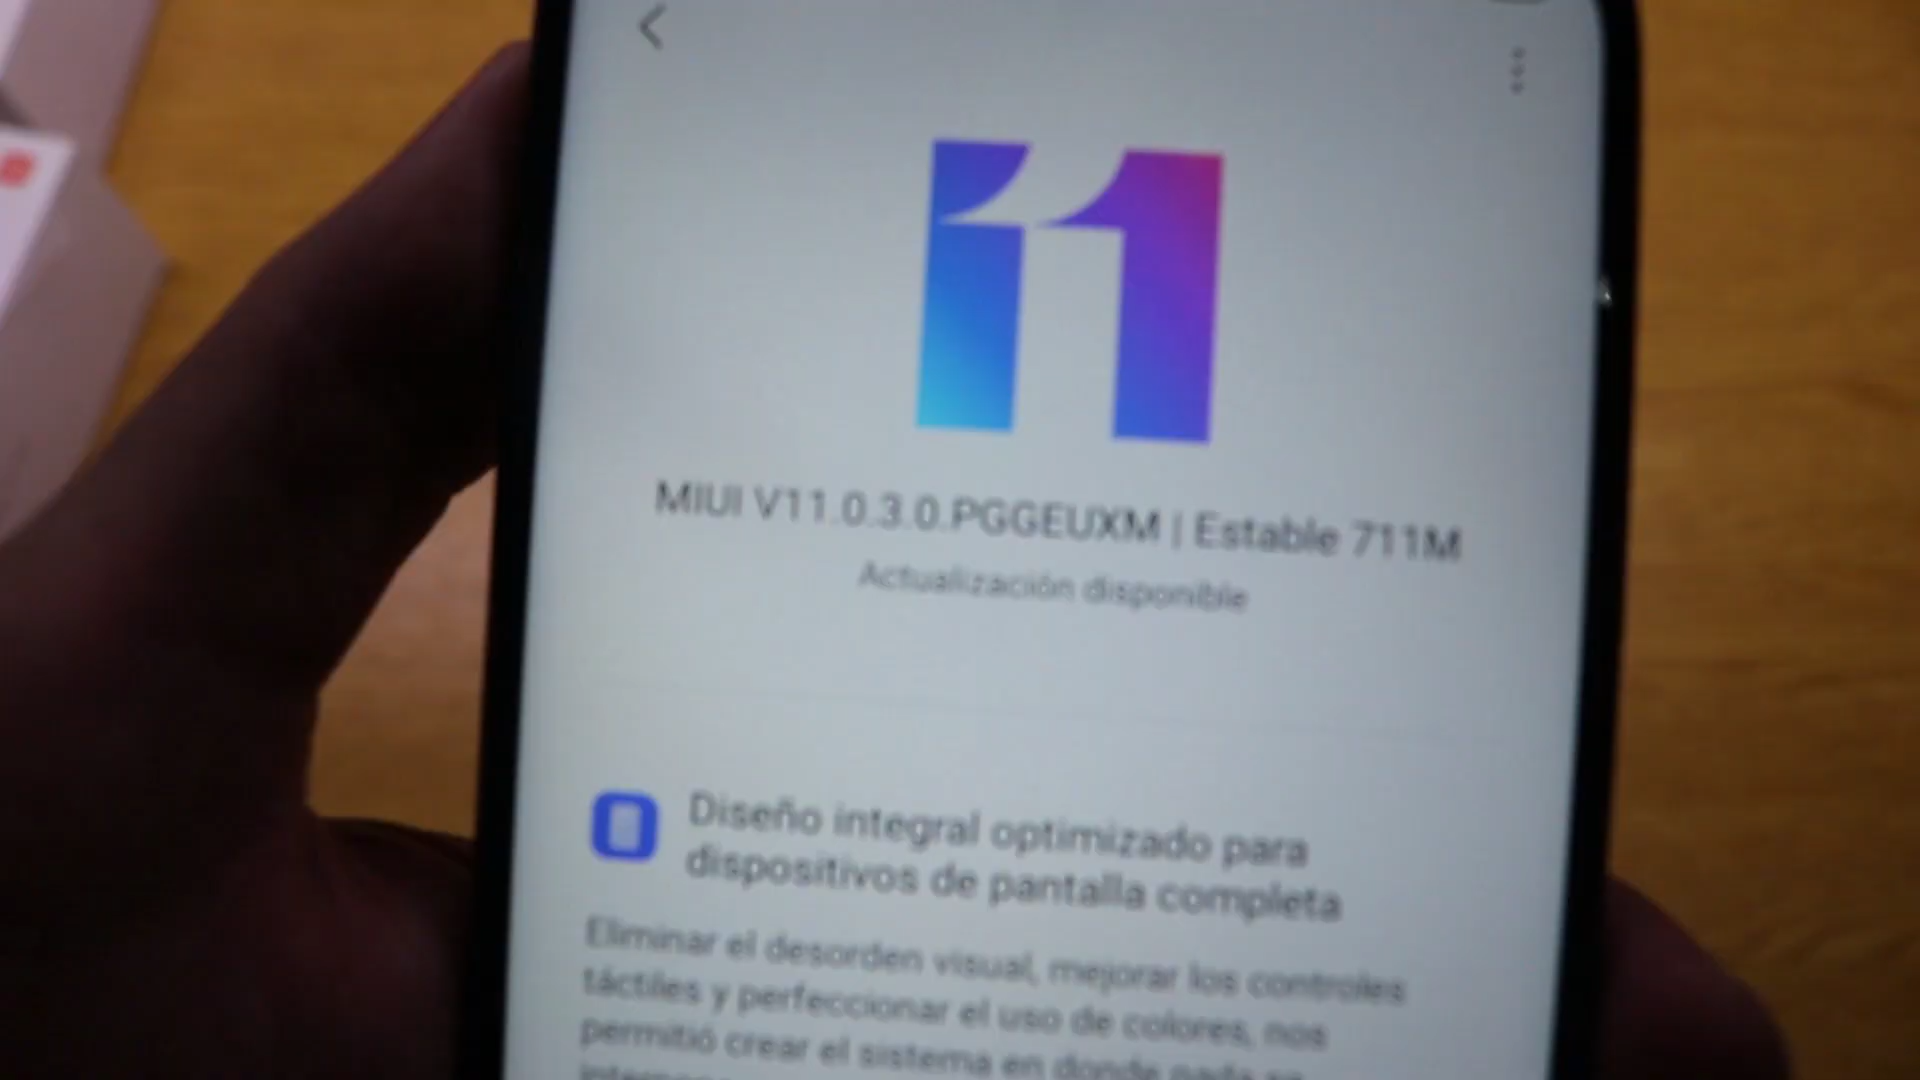 11
MIUI V11.0.3.0.PGGEUXM | Estable 711M
Actualización disponible
Diseño integral optimizado para
dispositivos de pantalla completa
Eliminar el desorden visual, mejorar los controles
táctiles y perfeccionar el uso de colores, nos
permitió crear el sistema en donde nada se